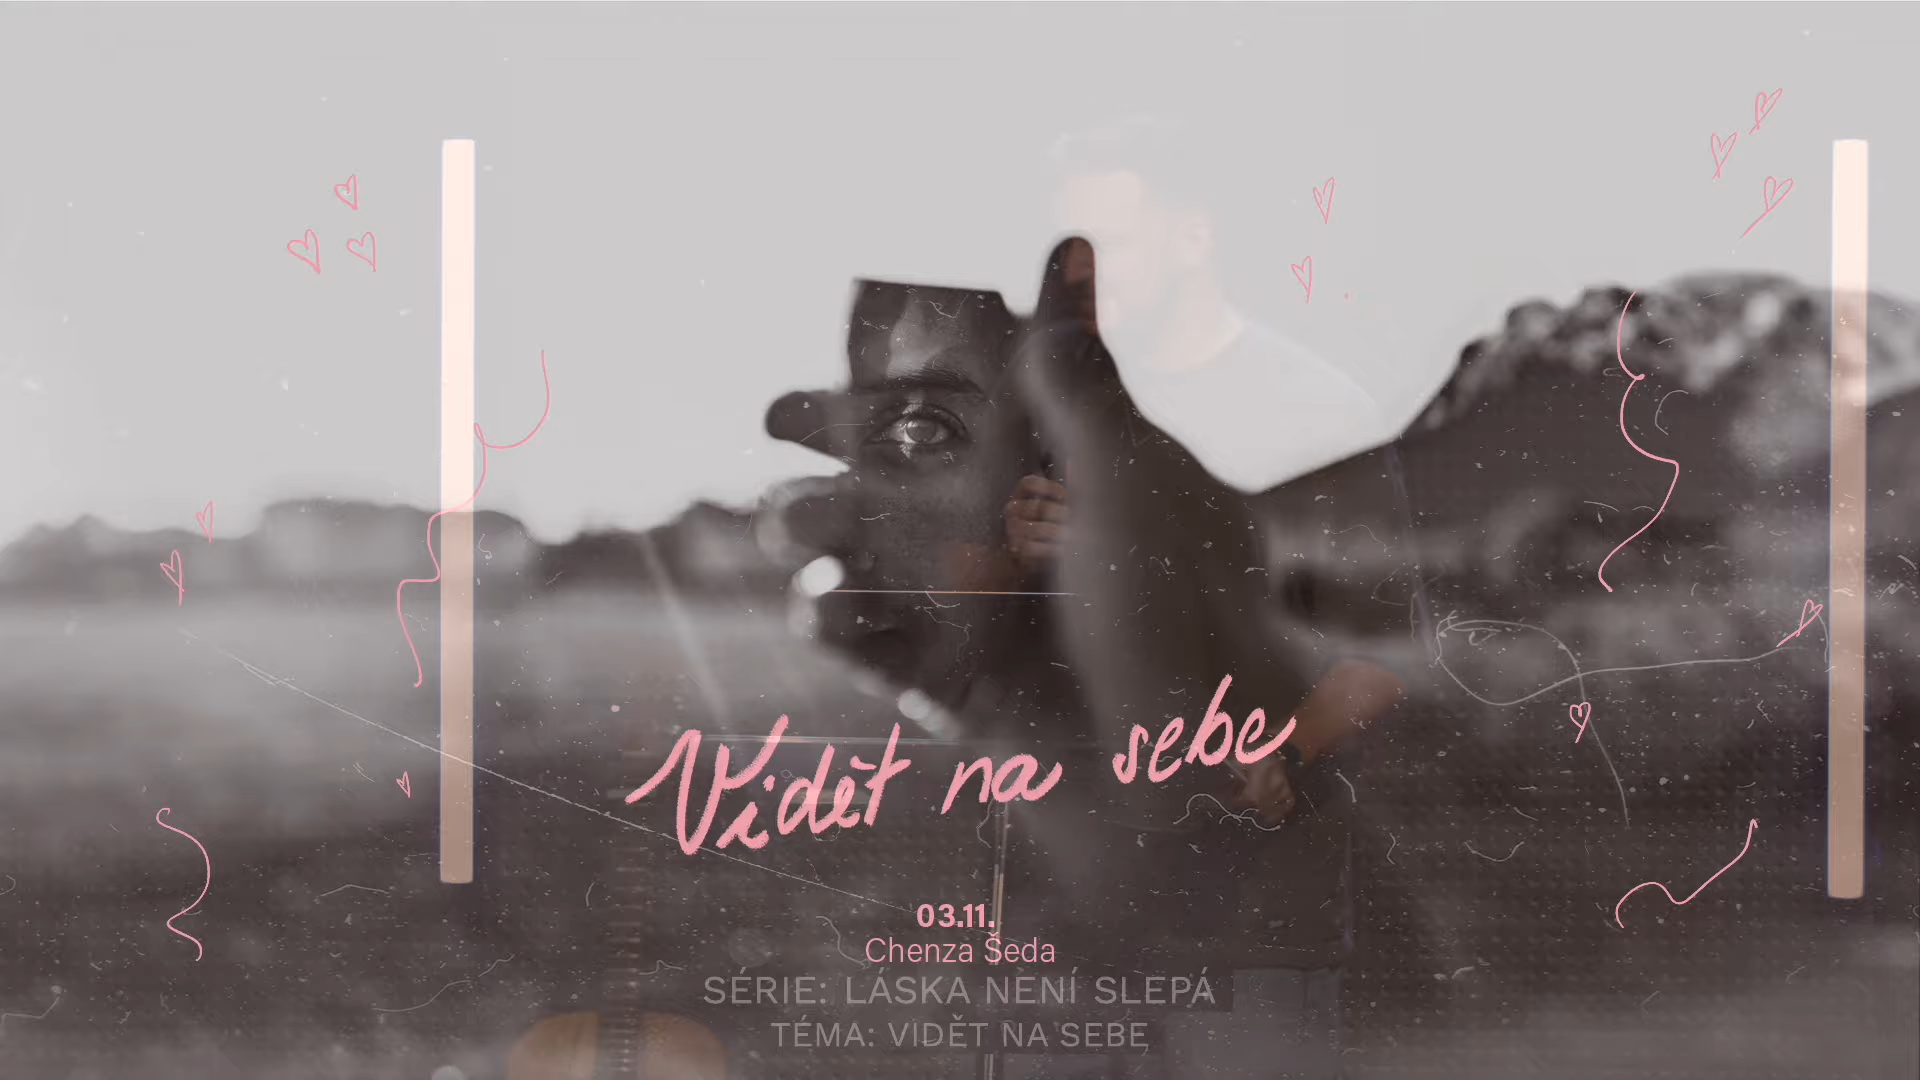 Vidět na sebe
03.11.
Chenza Šeda
SÉRIE: LÁSKA NENÍ SLEPÁ
TÉMA: VIDĚT NA SEBE